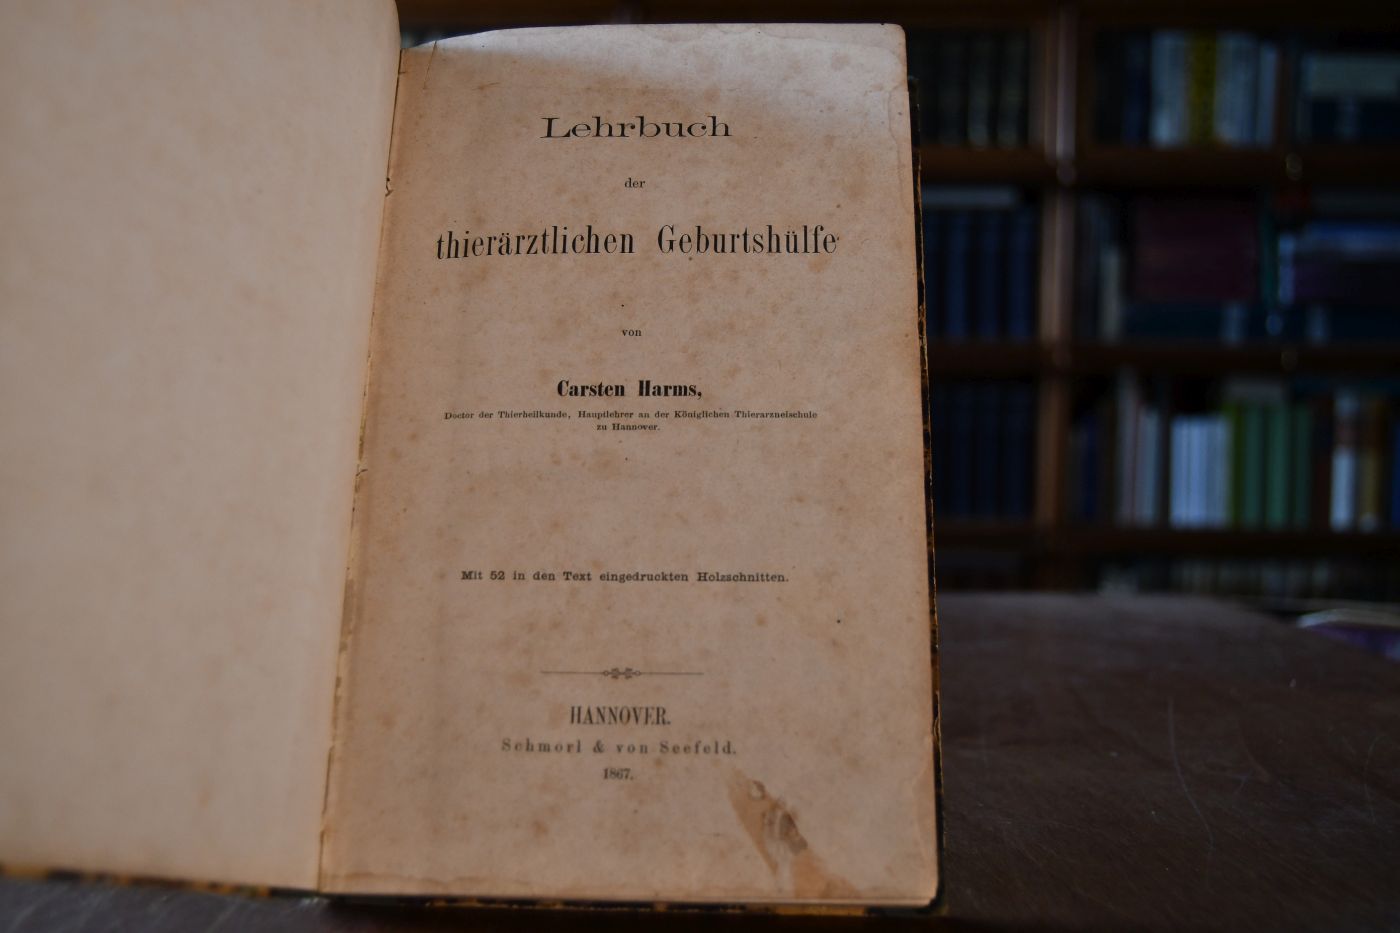 Lehrbuch
der
thierärztlichen Geburtshülfe
von
Carsten Harms,
Doctor der Thierheilkunde, Hauptlehrer an der Königlichen Thierarzneischule
zu Hannover.
Mit 52 in den Text eingedruckten Holzschnitten.
HANNOVER.
Schmorl & von Seefeld.
1867.